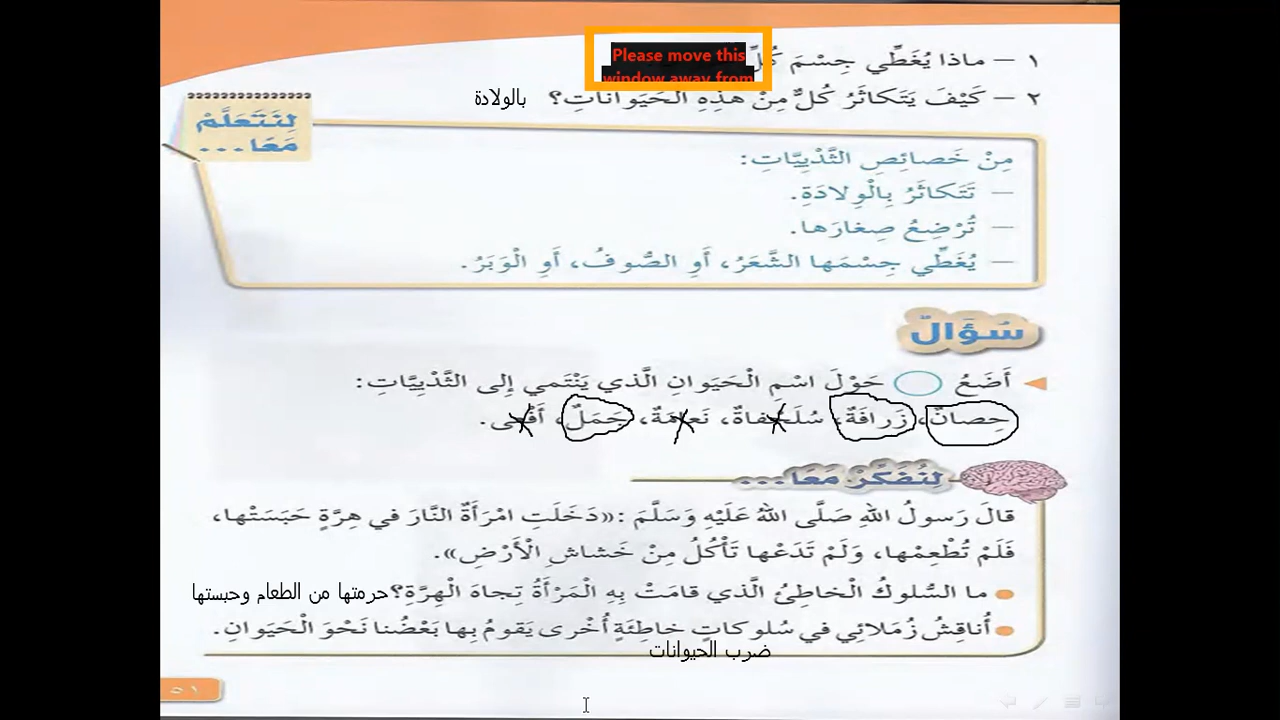 ١ – ماذا يُغَطِّي جِسْمَ كُلِّ
Please move this
window away from
٢ – كَيْفَ يَتَكاثَرُ كُلٌّ مِنْ هذِهِ الْحَيَواناتِ؟ بالولادة
لِنَتَعَلَّمْ
مَعًا...
مِنْ خَصائِصِ الثَّدْيِيَّاتِ:
– تَتَكاثَرُ بِالْوِلادَةِ.
– تُرْضِعُ صِغارَها.
– يُغَطِّي جِسْمَها الشَّعَرُ، أَوِ الصُّوفُ، أَوِ الْوَبَرُ.
سُؤَالٌ
أَضَعُ حَوْلَ اسْمِ الْحَيَوانِ الَّذي يَنْتَمي إِلى الثَّدْيِيَّاتِ:
حِصانٌ، زَرافَةٌ، سُلَحْفاةٌ، نَعامَةٌ، جَمَلٌ، أَفْعى.
لِنُفَكِّرْ مَعًا...
قالَ رَسولُ اللهِ صَلَّى اللهُ عَلَيْهِ وَسَلَّمَ :«دَخَلَتِ امْرَأَةٌ النَّارَ في هِرَّةٍ حَبَسَتْها،
فَلَمْ تُطْعِمْها، وَلَمْ تَدَعْها تَأْكُلُ مِنْ خَشاشِ الْأَرْضِ».
ما السُّلوكُ الْخاطِئُ الَّذي قامَتْ بِهِ الْمَرْأَةُ تِجاهَ الْهِرَّةِ؟ حرمتها من الطعام وحبستها
أُناقِشُ زُمَلائِي في سُلوكاتٍ خاطِئَةٍ أُخْرى يَقومُ بِها بَعْضُنا نَحْوَ الْحَيَوانِ.
ضرب الحيوانات
٥١